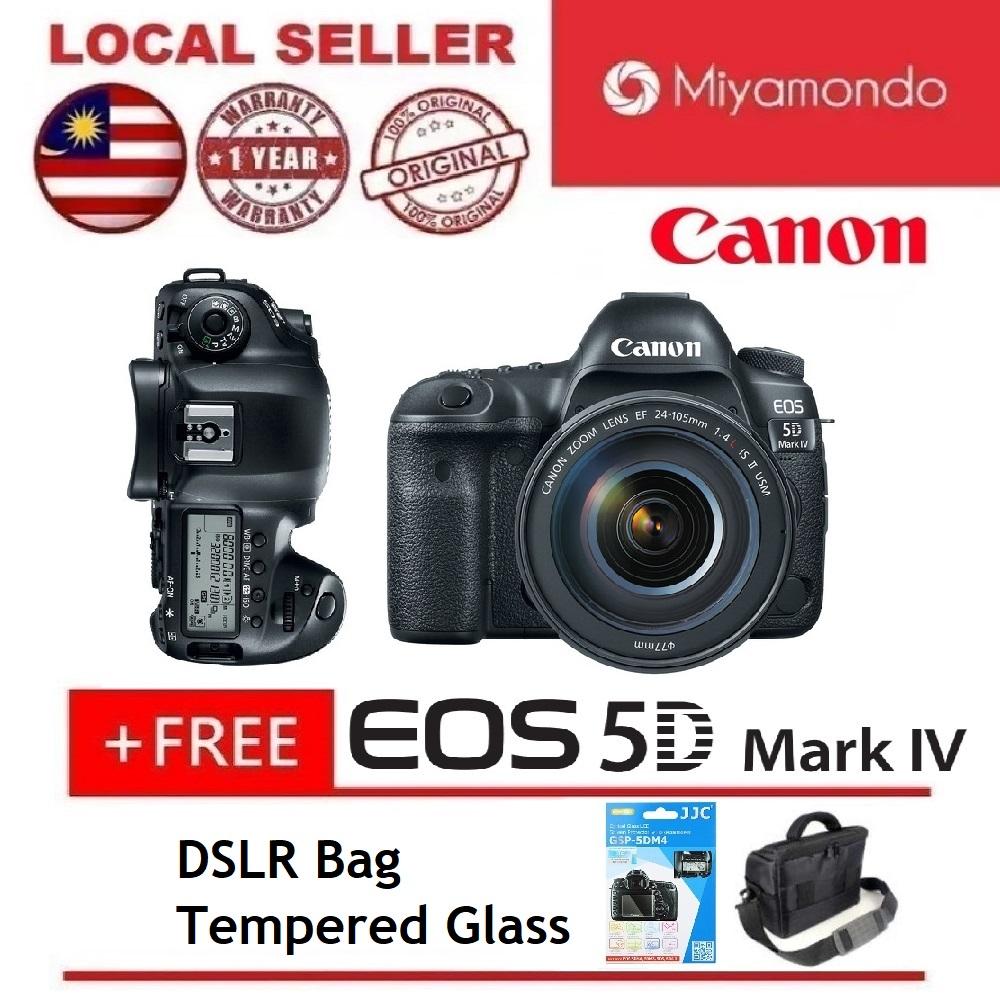 LOCAL SELLER
Miyamondo
WARRANTY
1 YEAR
WARRANTY
100% ORIGINAL
ORIGINAL
100% ORIGINAL
Canon
Canon
EOS
5D
Mark IV
CANON ZOOM LENS EF 24-105mm 1:4 L IS II USM
Φ77mm
+FREE EOS 5D Mark IV
JJC
GSP-5DM4
DSLR Bag
Tempered Glass